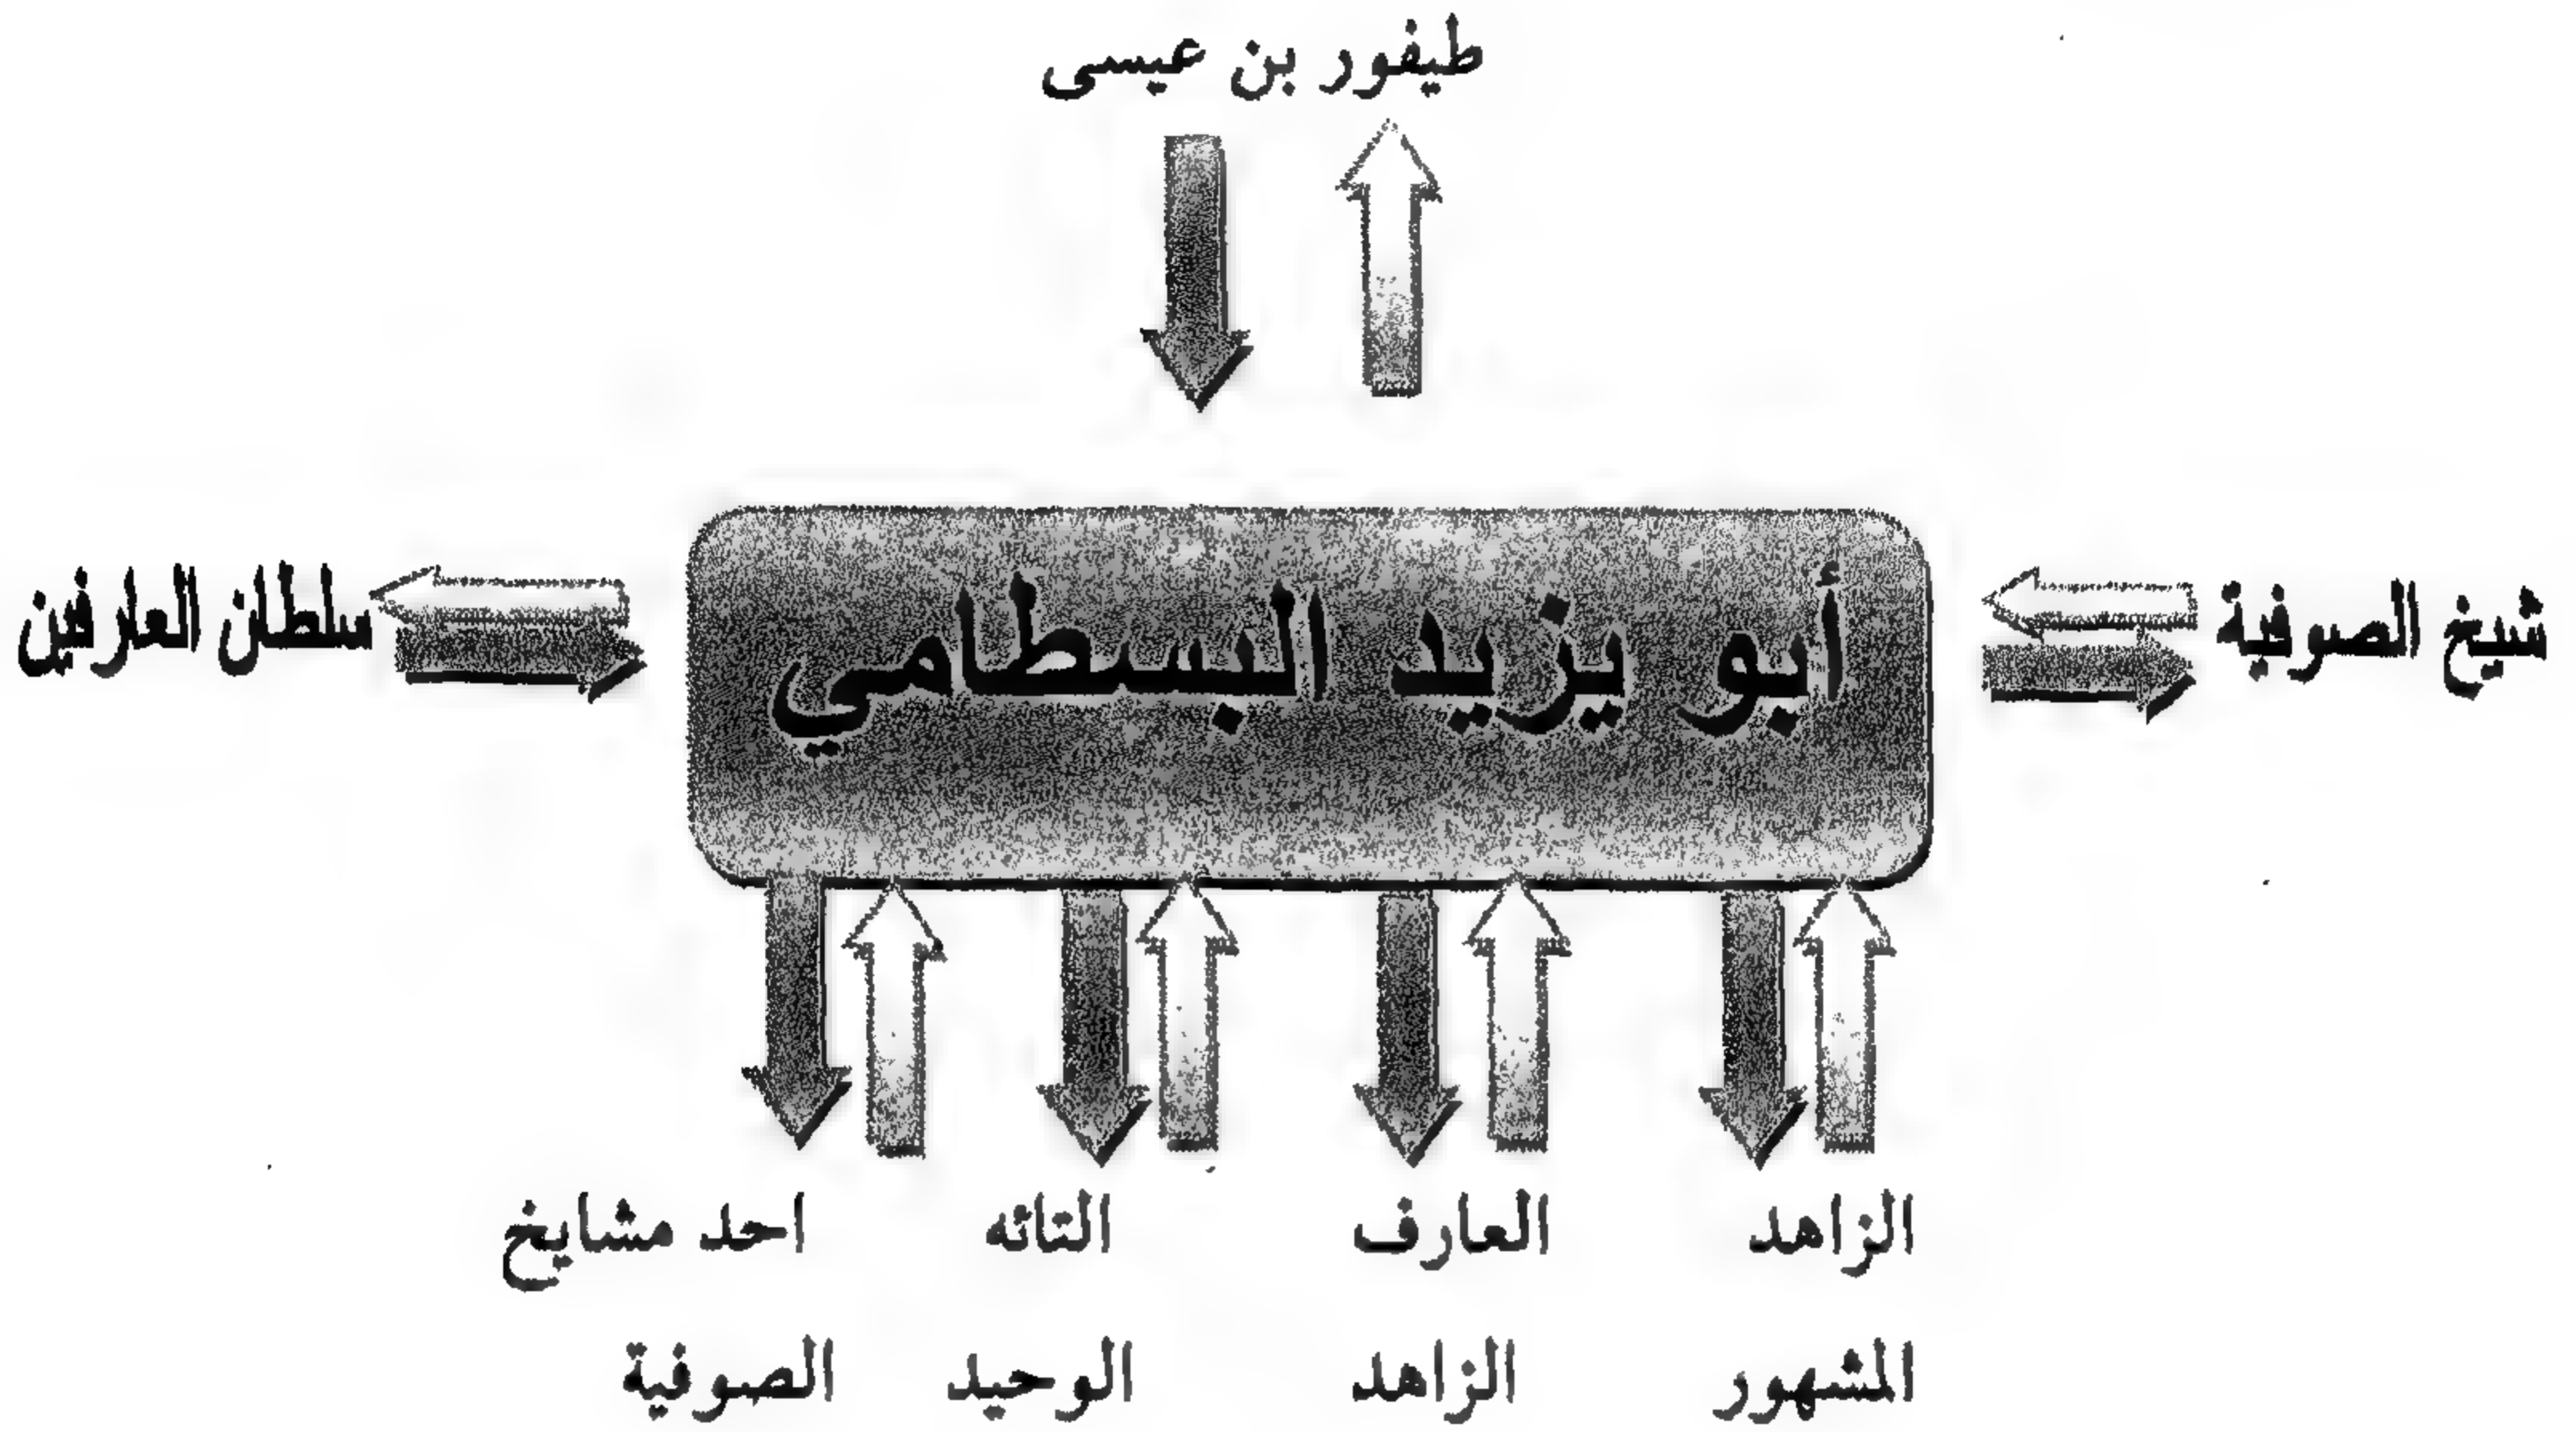 طيفور بن عيسى
شيخ الصوفية
أبو يزيد البسطامي
سلطان العارفين
الزاهد
المشهور
العارف
الزاهد
التائه
الوحيد
احد مشايخ
الصوفية